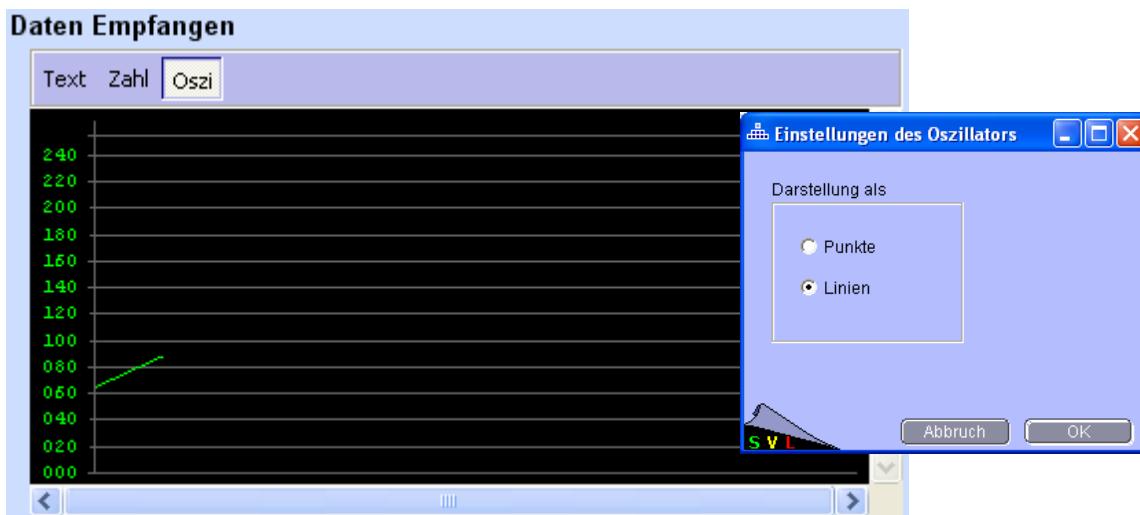 Daten Empfangen
Text Zahl Oszi
240
220
200
180
160
140
120
100
080
060
040
020
000
Einstellungen des Oszillators
Darstellung als
Punkte
Linien
S V L
Abbruch OK